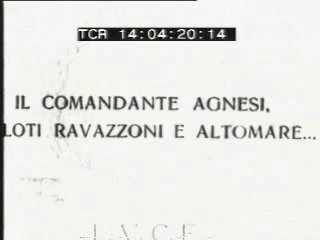 TCR 14:04:20:14
IL COMANDANTE AGNESI,
LOTI RAVAZZONI E ALTOMARE...